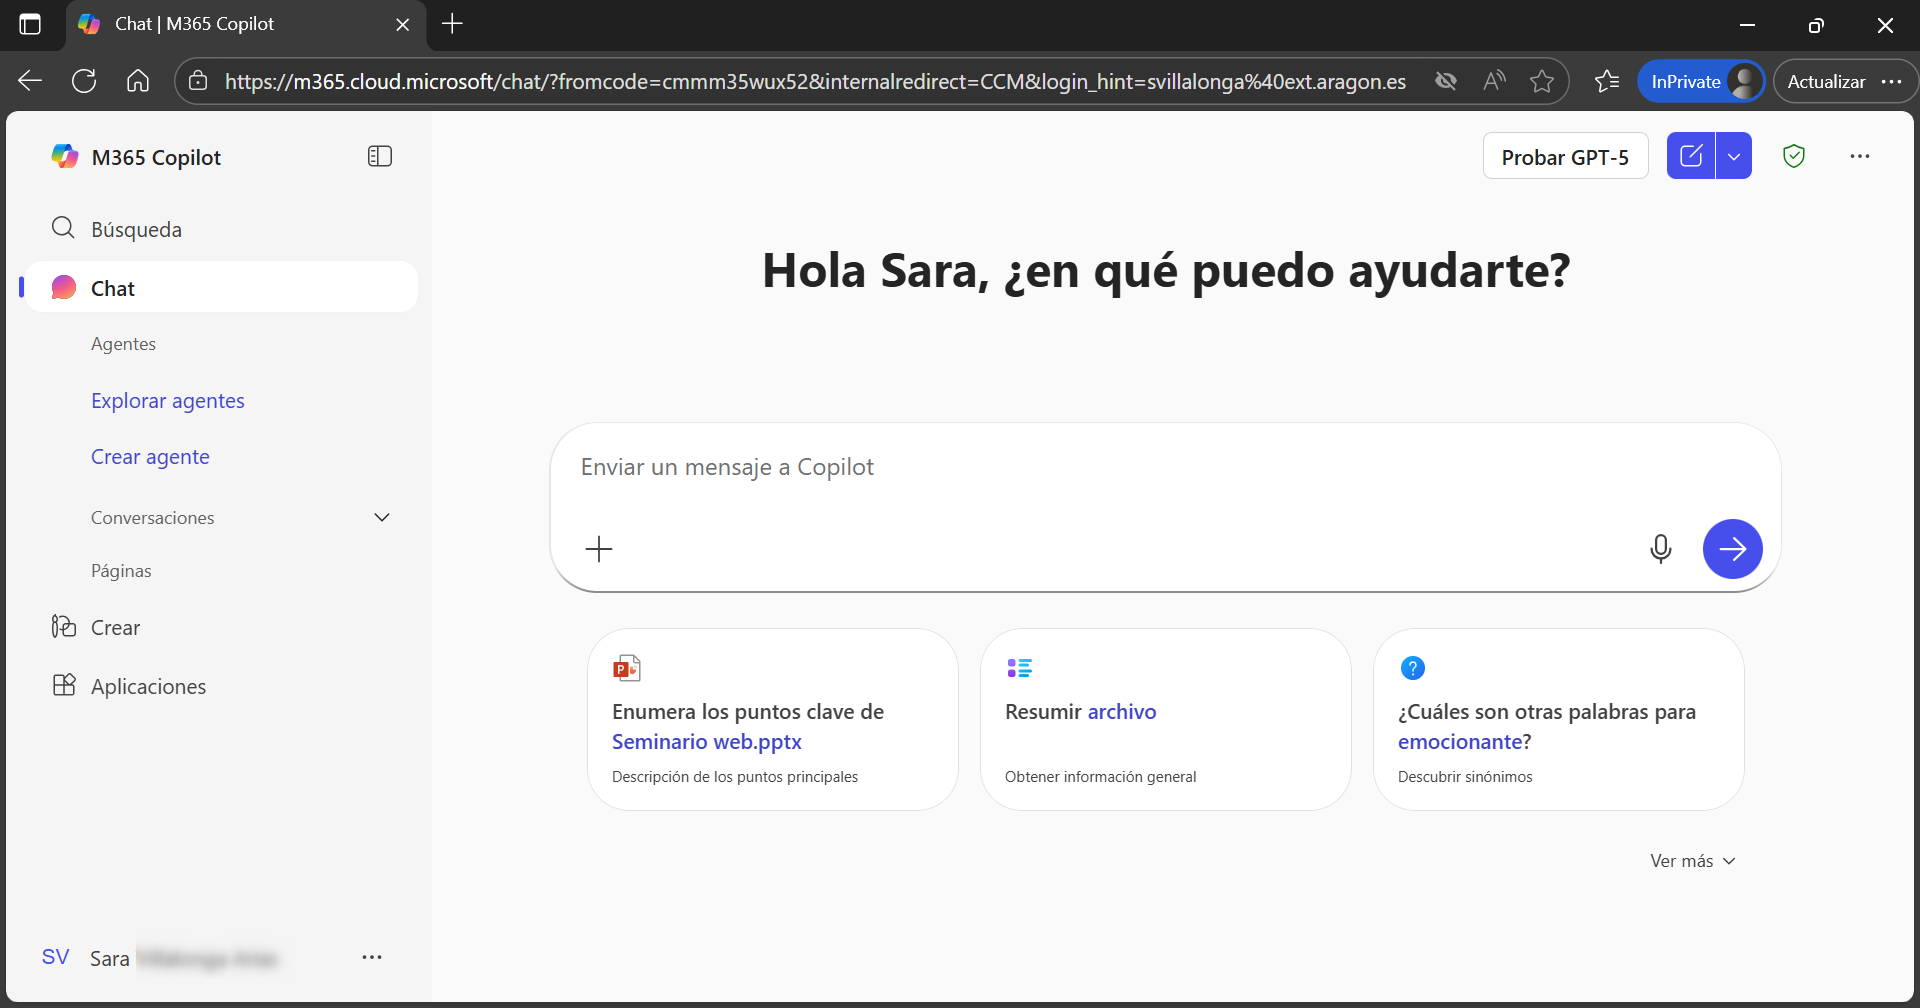 Chat | M365 Copilot
https://m365.cloud.microsoft/chat/?fromcode=cmmm35wux52&internalredirect=CCM&login_hint=svillalonga%40ext.aragon.es
InPrivate
Actualizar
M365 Copilot
Probar GPT-5
Búsqueda
Chat
Agentes
Explorar agentes
Crear agente
Conversaciones
Páginas
Crear
Aplicaciones
Hola Sara, ¿en qué puedo ayudarte?
Enviar un mensaje a Copilot
Enumera los puntos clave de
Seminario web.pptx
Descripción de los puntos principales
Resumir archivo
Obtener información general
¿Cuáles son otras palabras para
emocionante?
Descubrir sinónimos
Ver más
SV Sara